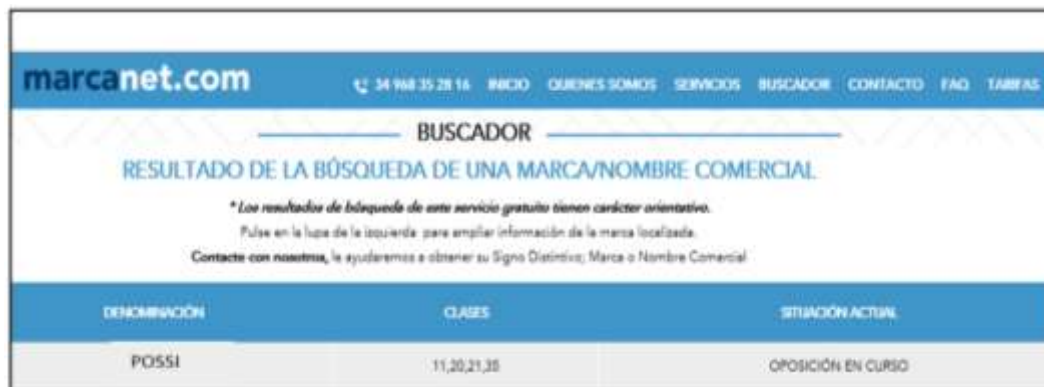 marcanet.com
34 968 35 28 16 INICIO QUIENES SOMOS SERVICIOS BUSCADOR CONTACTO FAQ TARIFAS
BUSCADOR
RESULTADO DE LA BÚSQUEDA DE UNA MARCA/NOMBRE COMERCIAL
* Los resultados de búsqueda de este servicio gratuito tienen carácter orientativo.
Pulse en la lupa de la izquierda para ampliar información de la marca localizada.
Contacte con nosotros, le ayudaremos a obtener su Signo Distintivo; Marca o Nombre Comercial
DENOMINACIÓN CLASES SITUACIÓN ACTUAL
POSSI 11,20,21,35 OPOSICIÓN EN CURSO